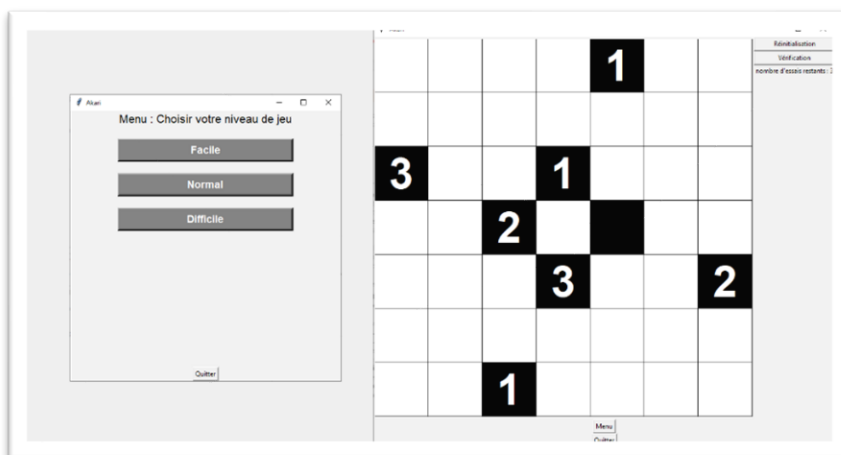 Akari
Menu : Choisir votre niveau de jeu
Facile
Normal
Difficile
Quitter
1
3
1
2
3
2
1
Réinitialisation
Vérification
nombre d'essais restants :
Menu
Quitter